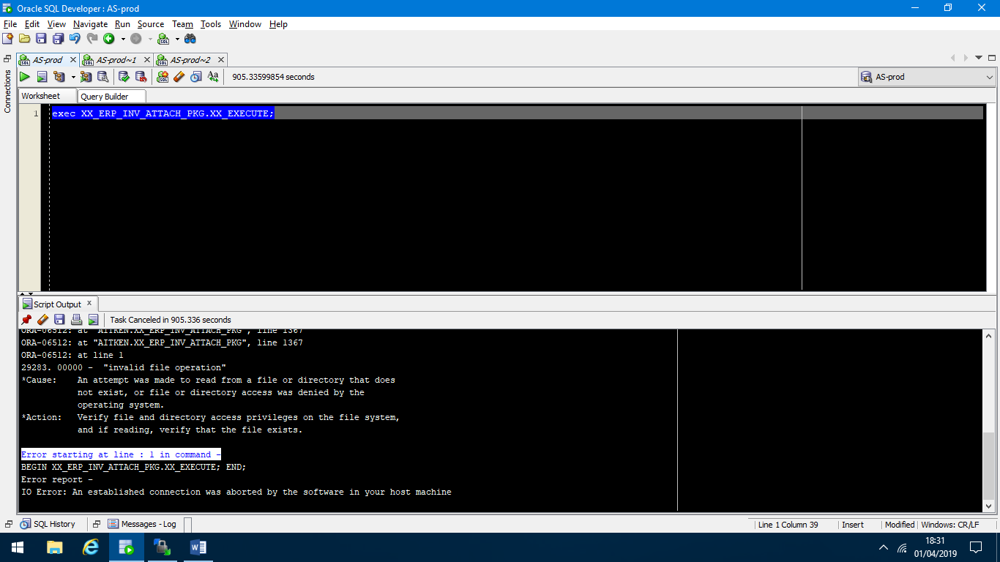 Oracle SQL Developer : AS-prod
File Edit View Navigate Run Source Team Tools Window Help
SQL
Connections
AS-prod AS-prod~1 AS-prod~2
905.33599854 seconds
AS-prod
Worksheet Query Builder
1 exec XX_ERP_INV_ATTACH_PKG.XX_EXECUTE;
Script Output
Task Canceled in 905.336 seconds
ORA-06512: at "AITKEN.XX_ERP_INV_ATTACH_PKG", line 1367
ORA-06512: at "AITKEN.XX_ERP_INV_ATTACH_PKG", line 1367
ORA-06512: at line 1
29283. 00000 - "invalid file operation"
*Cause: An attempt was made to read from a file or directory that does
not exist, or file or directory access was denied by the
operating system.
*Action: Verify file and directory access privileges on the file system,
and if reading, verify that the file exists.
Error starting at line : 1 in command -
BEGIN XX_ERP_INV_ATTACH_PKG.XX_EXECUTE; END;
Error report -
IO Error: An established connection was aborted by the software in your host machine
SQL History Messages - Log
Line 1 Column 39 Insert Modified Windows: CR/LF
18:31
01/04/2019